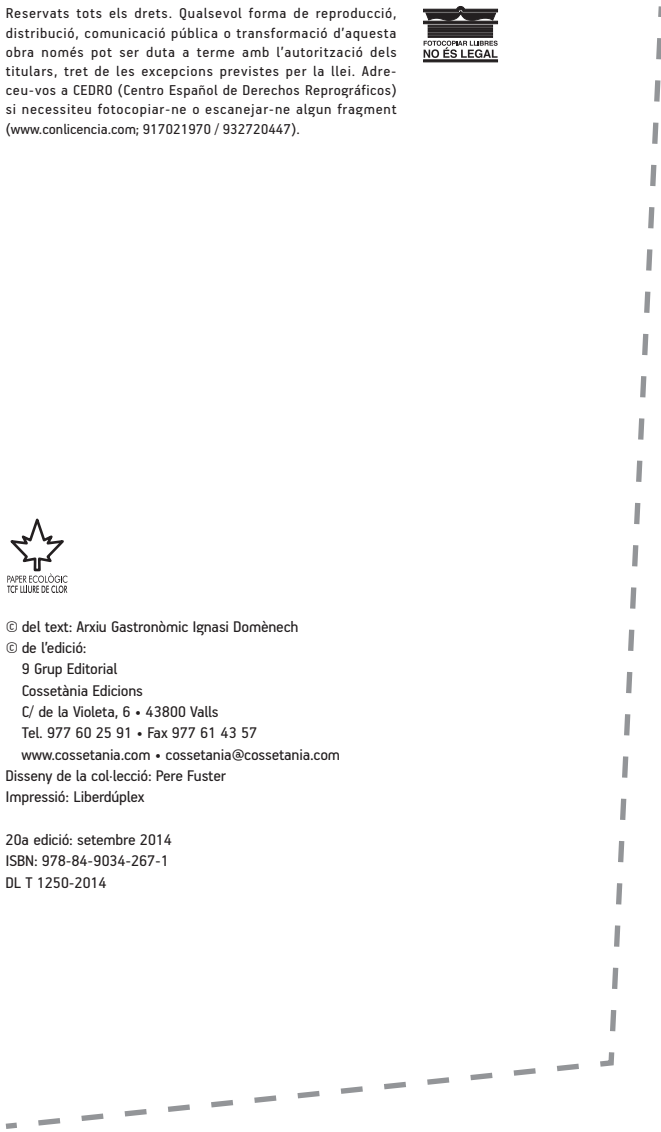 Reservats tots els drets. Qualsevol forma de reproducció,
distribució, comunicació pública o transformació d'aquesta
obra només pot ser duta a terme amb l'autorització dels
titulars, tret de les excepcions previstes per la llei. Adre-
ceu-vos a CEDRO (Centro Español de Derechos Reprográficos)
si necessiteu fotocopiar-ne o escanejar-ne algun fragment
(www.conlicencia.com; 917021970 / 932720447).
FOTOCOPIAR LLIBRES
NO ÉS LEGAL
PAPER ECOLÒGIC
TCF LLIURE DE CLOR
© del text: Arxiu Gastronòmic Ignasi Domènech
© de l'edició:
9 Grup Editorial
Cossetània Edicions
C/ de la Violeta, 6 • 43800 Valls
Tel. 977 60 25 91 • Fax 977 61 43 57
www.cossetania.com • cossetania@cossetania.com
Disseny de la col·lecció: Pere Fuster
Impressió: Liberdúplex
20a edició: setembre 2014
ISBN: 978-84-9034-267-1
DL T 1250-2014